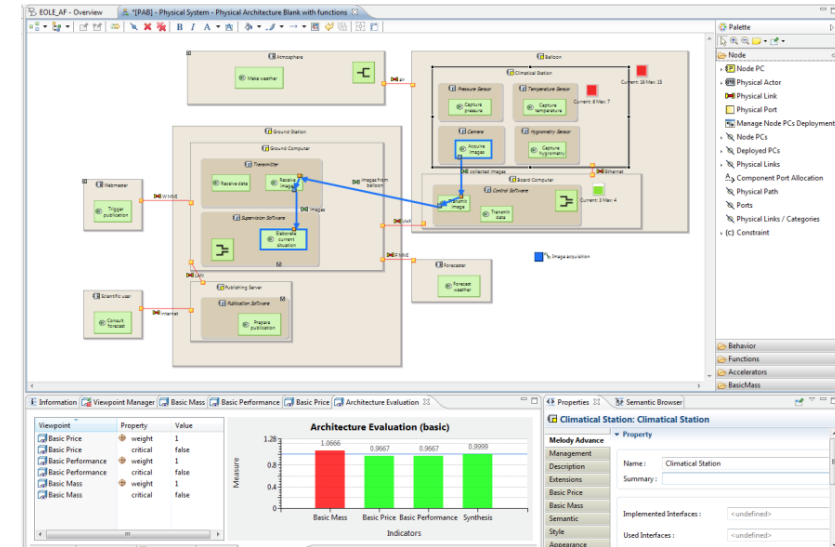 EOLE_AF - Overview
*[PAB] - Physical System - Physical Architecture Blank with functions
Palette
Node
Node PC
Physical Actor
Physical Link
Physical Port
Manage Node PCs Deployment
Node PCs
Deployed PCs
Physical Links
Component Port Allocation
Physical Path
Ports
Physical Links / Categories
(c) Constraint
Behavior
Functions
Accelerators
BasicMass
Atmosphere
Make weather
Balloon
Climatical Station
Pressure Sensor
Capture
pressure
Temperature Sensor
Capture
temperature
Camera
Acquire
images
Hygrometry Sensor
Capture
hygrometry
Current: 8 Max: 7
collected images
Ethernet
Board Computer
Control Software
Transmit
image
Transmit
data
Current: 3 Max: 4
Ground Station
Ground Computer
Transmitter
Receive data
Receive
images
Images from
balloon
images
Supervision Software
Elaborate
current
situation
LAN
Publishing Server
Publication Software
Prepare
publication
Webmaster
Trigger
publication
Scientific user
Consult
forecast
internet
Forecaster
Forecast
weather
Image acquisition
Information
Viewpoint Manager
Basic Mass
Basic Performance
Basic Price
Architecture Evaluation
Viewpoint Property Value
Basic Price weight 1
Basic Price critical false
Basic Performance weight 1
Basic Performance critical false
Basic Mass weight 1
Basic Mass critical false
Architecture Evaluation (basic)
Measure
1.28
0.8
0.4
0
1.0666
0.9667
0.9667
0.9999
Basic Mass
Basic Price
Basic Performance
Synthesis
Indicators
Properties
Semantic Browser
Climatical Station: Climatical Station
Melody Advance
Management
Description
Extensions
Basic Price
Basic Mass
Semantic
Style
Appearance
Property
Name : Climatical Station
Summary :
Implemented Interfaces : <undefined>
Used Interfaces : <undefined>